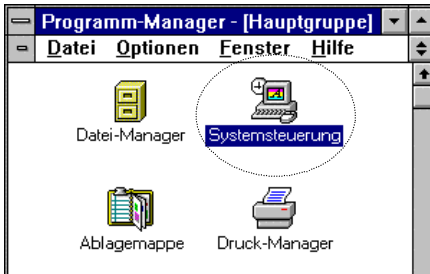 Programm-Manager - [Hauptgruppe]
Datei Optionen Fenster Hilfe
Datei-Manager Systemsteuerung
Ablagemappe Druck-Manager